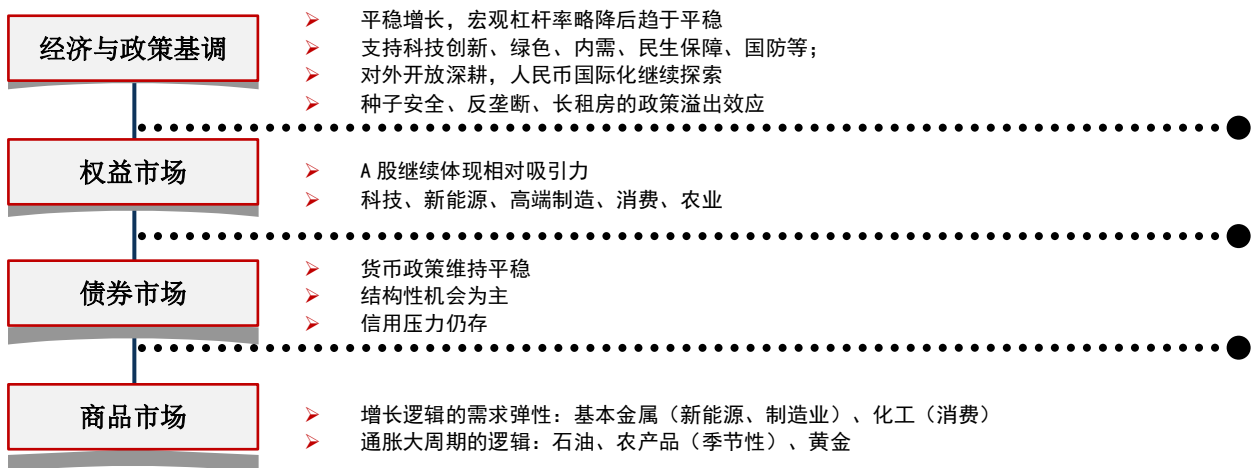 经济与政策基调
平稳增长，宏观杠杆率略降后趋于平稳
支持科技创新、绿色、内需、民生保障、国防等；
对外开放深耕，人民币国际化继续探索
种子安全、反垄断、长租房的政策溢出效应
权益市场
A 股继续体现相对吸引力
科技、新能源、高端制造、消费、农业
债券市场
货币政策维持平稳
结构性机会为主
信用压力仍存
商品市场
增长逻辑的需求弹性：基本金属（新能源、制造业）、化工（消费）
通胀大周期的逻辑：石油、农产品（季节性）、黄金